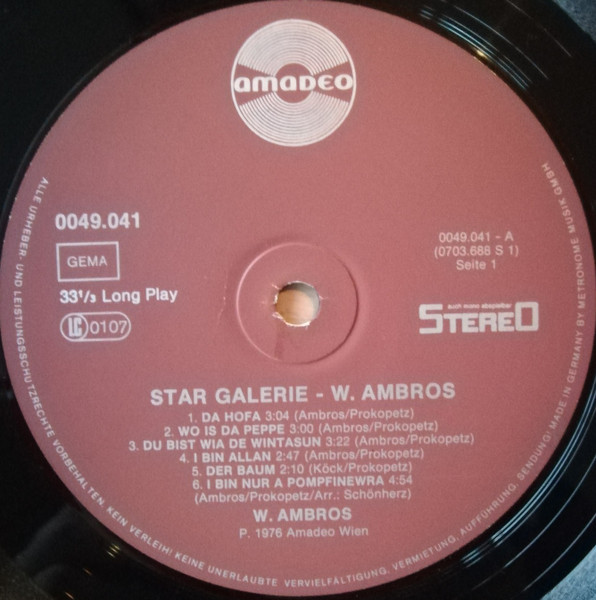 amadeo
0049.041
GEMA
33⅓ Long Play
LC 0107
0049.041 - A
(0703.688 S 1)
Seite 1
auch mono abspielbar
STEREO
STAR GALERIE - W. AMBROS
1. DA HOFA 3:04 (Ambros/Prokopetz)
2. WO IS DA PEPPE 3:00 (Ambros/Prokopetz)
3. DU BIST WIA DE WINTASUN 3:22 (Ambros/Prokopetz)
4. I BIN ALLAN 2:47 (Ambros/Prokopetz)
5. DER BAUM 2:10 (Köck/Prokopetz)
6. I BIN NUR A POMPFINEWRA 4:54
(Ambros/Prokopetz/Arr.: Schönherz)
W. AMBROS
P. 1976 Amadeo Wien
ALLE URHEBER- UND LEISTUNGSSCHUTZRECHTE VORBEHALTEN. KEIN VERLEIH! KEINE UNERLAUBTE VERVIELFÄLTIGUNG, VERMIETUNG, AUFFÜHRUNG, SENDUNG! MADE IN GERMANY BY METRONOME MUSIK GMBH